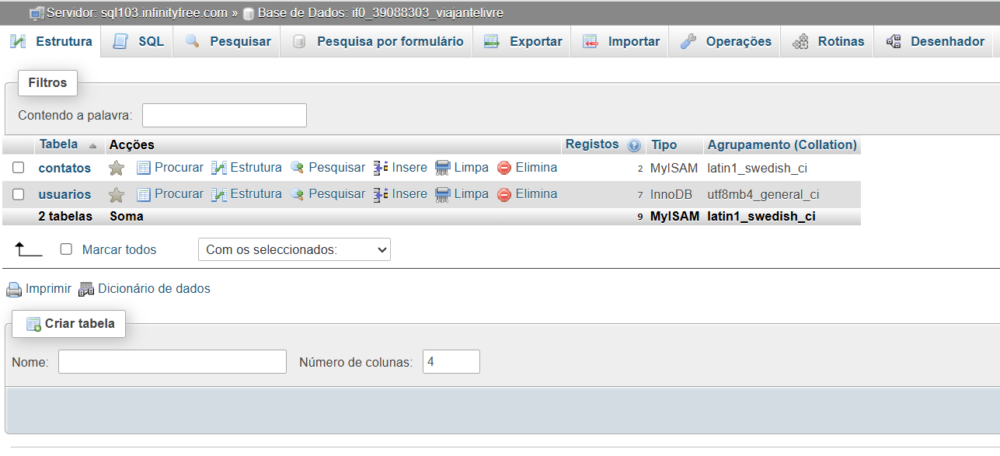 Servidor: sql103.infinityfree.com » Base de Dados: if0_39088303_viajantelivre
Estrutura SQL Pesquisar Pesquisa por formulário Exportar Importar Operações Rotinas Desenhador
Filtros
Contendo a palavra:
Tabela Acções Registos Tipo Agrupamento (Collation)
contatos Procurar Estrutura Pesquisar Insere Limpa Elimina 2 MyISAM latin1_swedish_ci
usuarios Procurar Estrutura Pesquisar Insere Limpa Elimina 7 InnoDB utf8mb4_general_ci
2 tabelas Soma 9 MyISAM latin1_swedish_ci
Marcar todos Com os seleccionados:
Imprimir Dicionário de dados
Criar tabela
Nome: Número de colunas: 4